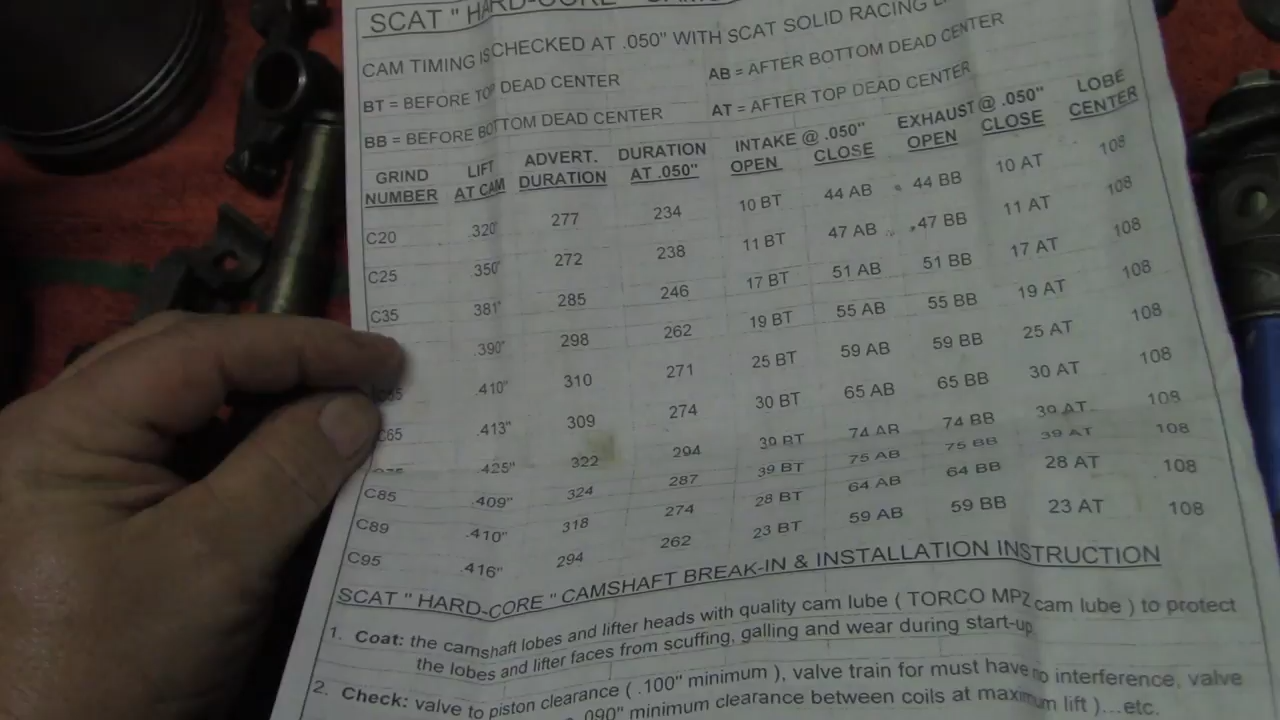 SCAT " HARD-CORE "
CAM TIMING IS CHECKED AT .050" WITH SCAT SOLID RACING
BT = BEFORE TOP DEAD CENTER AB = AFTER BOTTOM DEAD CENTER
BB = BEFORE BOTTOM DEAD CENTER AT = AFTER TOP DEAD CENTER
GRIND NUMBER LIFT AT CAM ADVERT. DURATION DURATION AT .050" INTAKE @ .050" OPEN CLOSE EXHAUST @ .050" OPEN CLOSE LOBE CENTER
C20 .320" 277 234 10 BT 44 AB 44 BB 10 AT 108
C25 .350" 272 238 11 BT 47 AB 47 BB 11 AT 108
C35 .381" 285 246 17 BT 51 AB 51 BB 17 AT 108
.390" 298 262 19 BT 55 AB 55 BB 19 AT 108
.410" 310 271 25 BT 59 AB 59 BB 25 AT 108
C65 .413" 309 274 30 BT 65 AB 65 BB 30 AT 108
.425" 322 294 39 BT 74 AB 74 BB 39 AT 108
C85 .409" 324 287 39 BT 75 AB 75 BB 39 AT 108
C89 .410" 318 274 28 BT 64 AB 64 BB 28 AT 108
C95 .416" 294 262 23 BT 59 AB 59 BB 23 AT 108
SCAT " HARD-CORE " CAMSHAFT BREAK-IN & INSTALLATION INSTRUCTION
1. Coat: the camshaft lobes and lifter heads with quality cam lube ( TORCO MPZ cam lube ) to protect
the lobes and lifter faces from scuffing, galling and wear during start-up
2. Check: valve to piston clearance ( .100" minimum ), valve train for must have no interference, valve
.090" minimum clearance between coils at maximum lift )...etc.